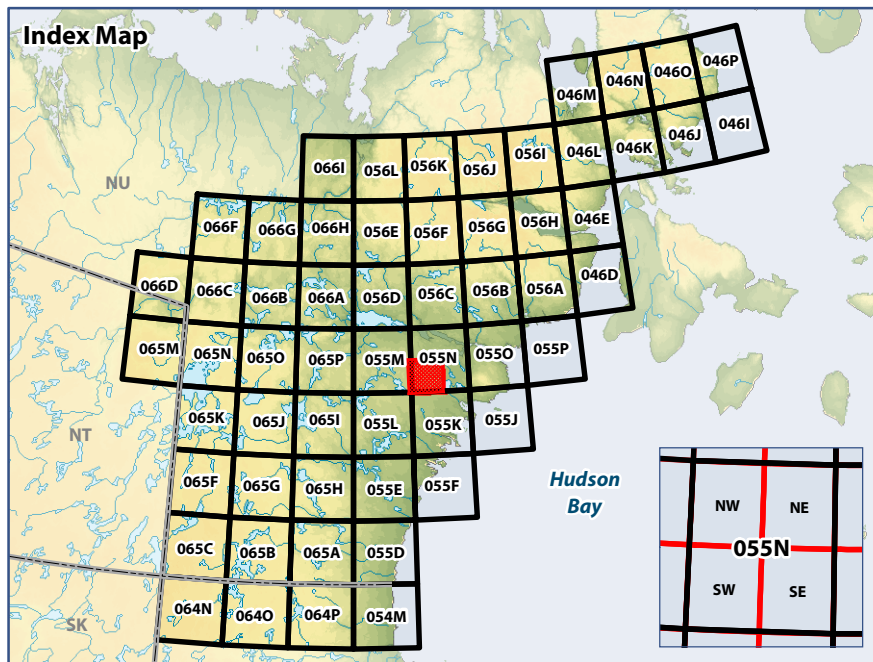 Index Map
046M 046N 046O 046P
066I 056L 056K 056J 056I 046L 046K 046J 046I
NU
066F 066G 066H 056E 056F 056G 056H 046E
066D 066C 066B 066A 056D 056C 056B 056A 046D
065M 065N 065O 065P 055M 055N 055O 055P
NT
065K 065J 065I 055L 055K 055J
065F 065G 065H 055E 055F
Hudson
Bay
065C 065B 065A 055D
SK
064N 064O 064P 054M
NW NE
055N
SW SE